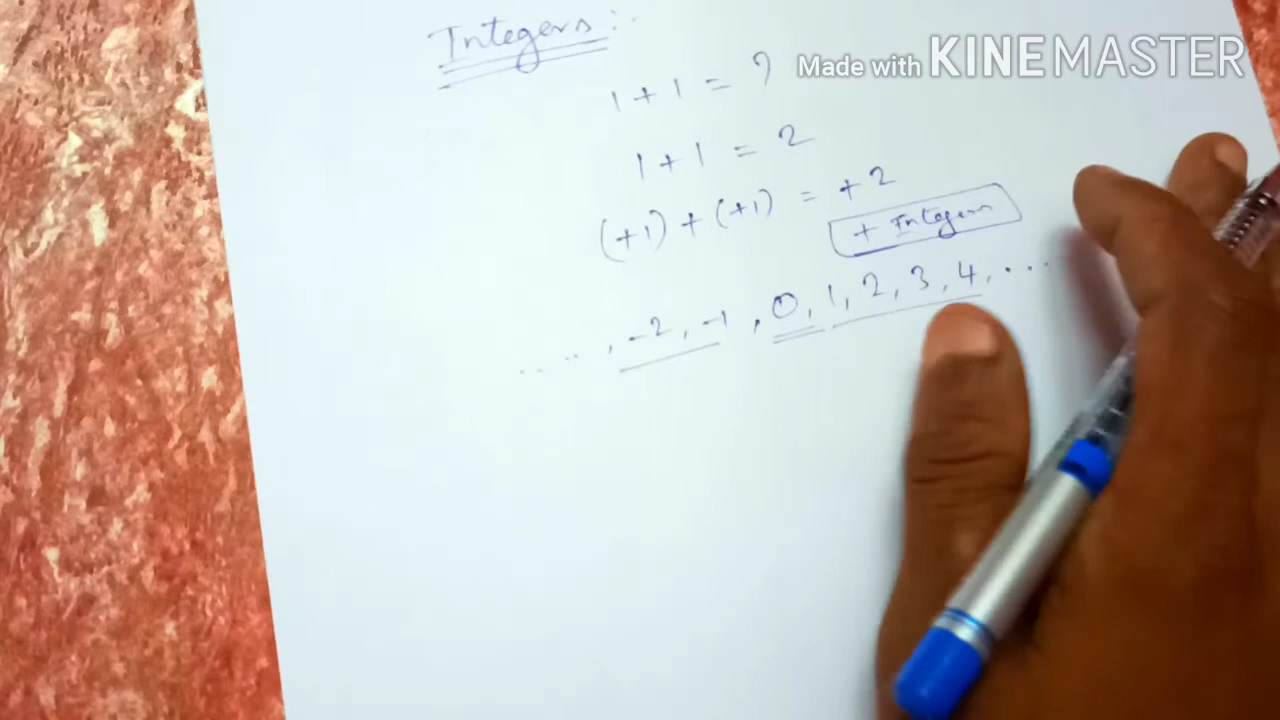 Integers :-
Made with KINEMASTER
1 + 1 = ?
1 + 1 = 2
(+1) + (+1) = +2
+ Integers
....., -2, -1, 0, 1, 2, 3, 4, ....